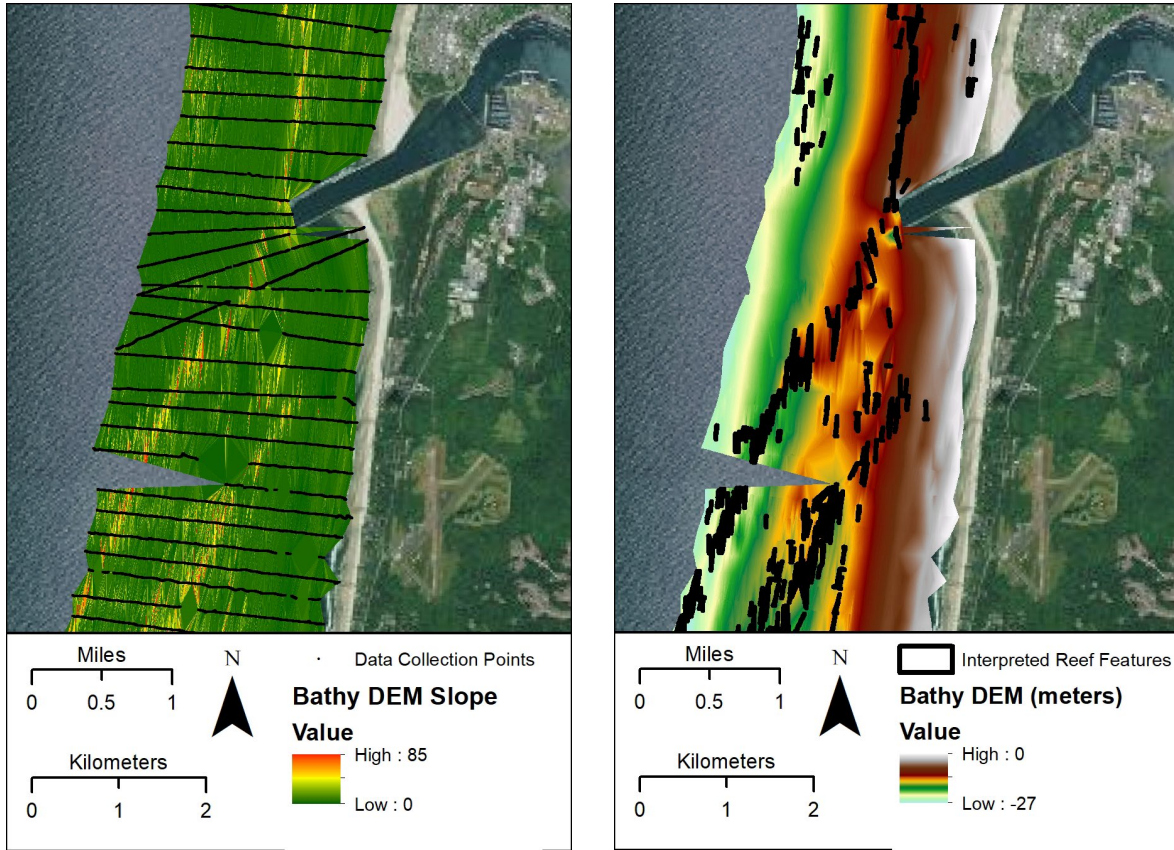 Miles
0 0.5 1
Kilometers
0 1 2
N
Data Collection Points
Bathy DEM Slope
Value
High : 85
Low : 0
Miles
0 0.5 1
Kilometers
0 1 2
N
Interpreted Reef Features
Bathy DEM (meters)
Value
High : 0
Low : -27